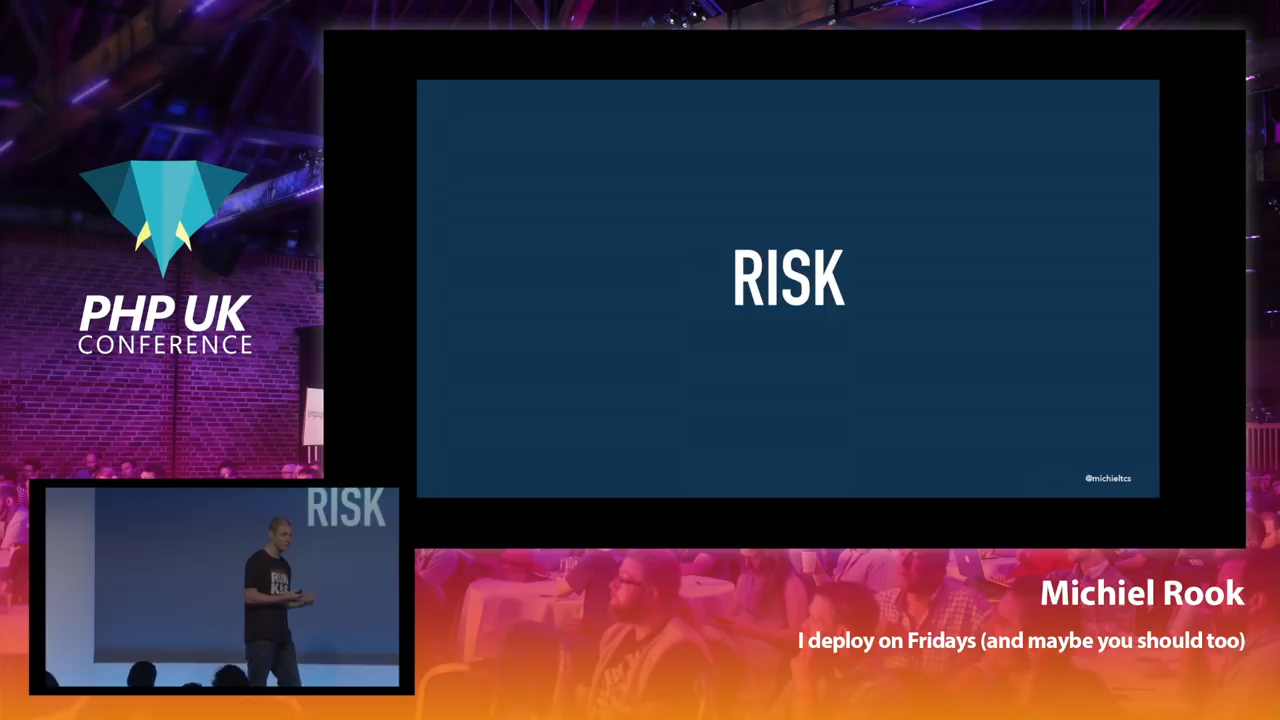 PHP UK
CONFERENCE
RISK
@michieltcs
RISK
Michiel Rook
I deploy on Fridays (and maybe you should too)